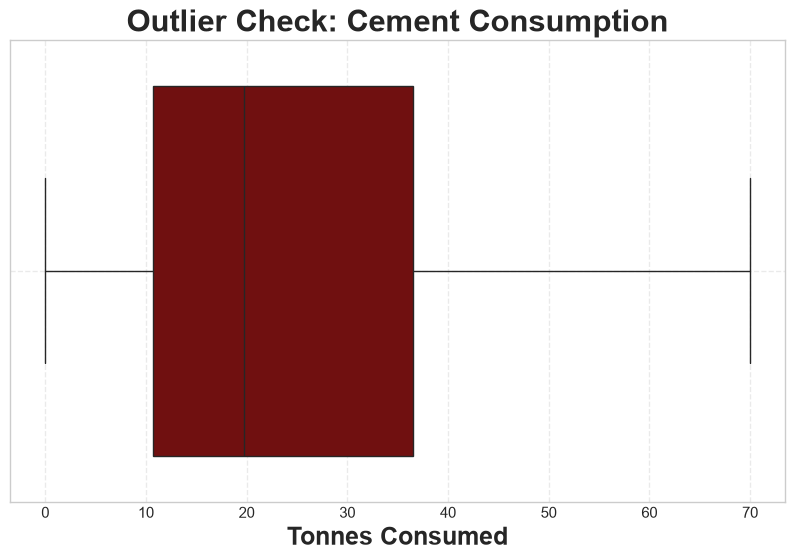 Outlier Check: Cement Consumption
0 10 20 30 40 50 60 70
Tonnes Consumed